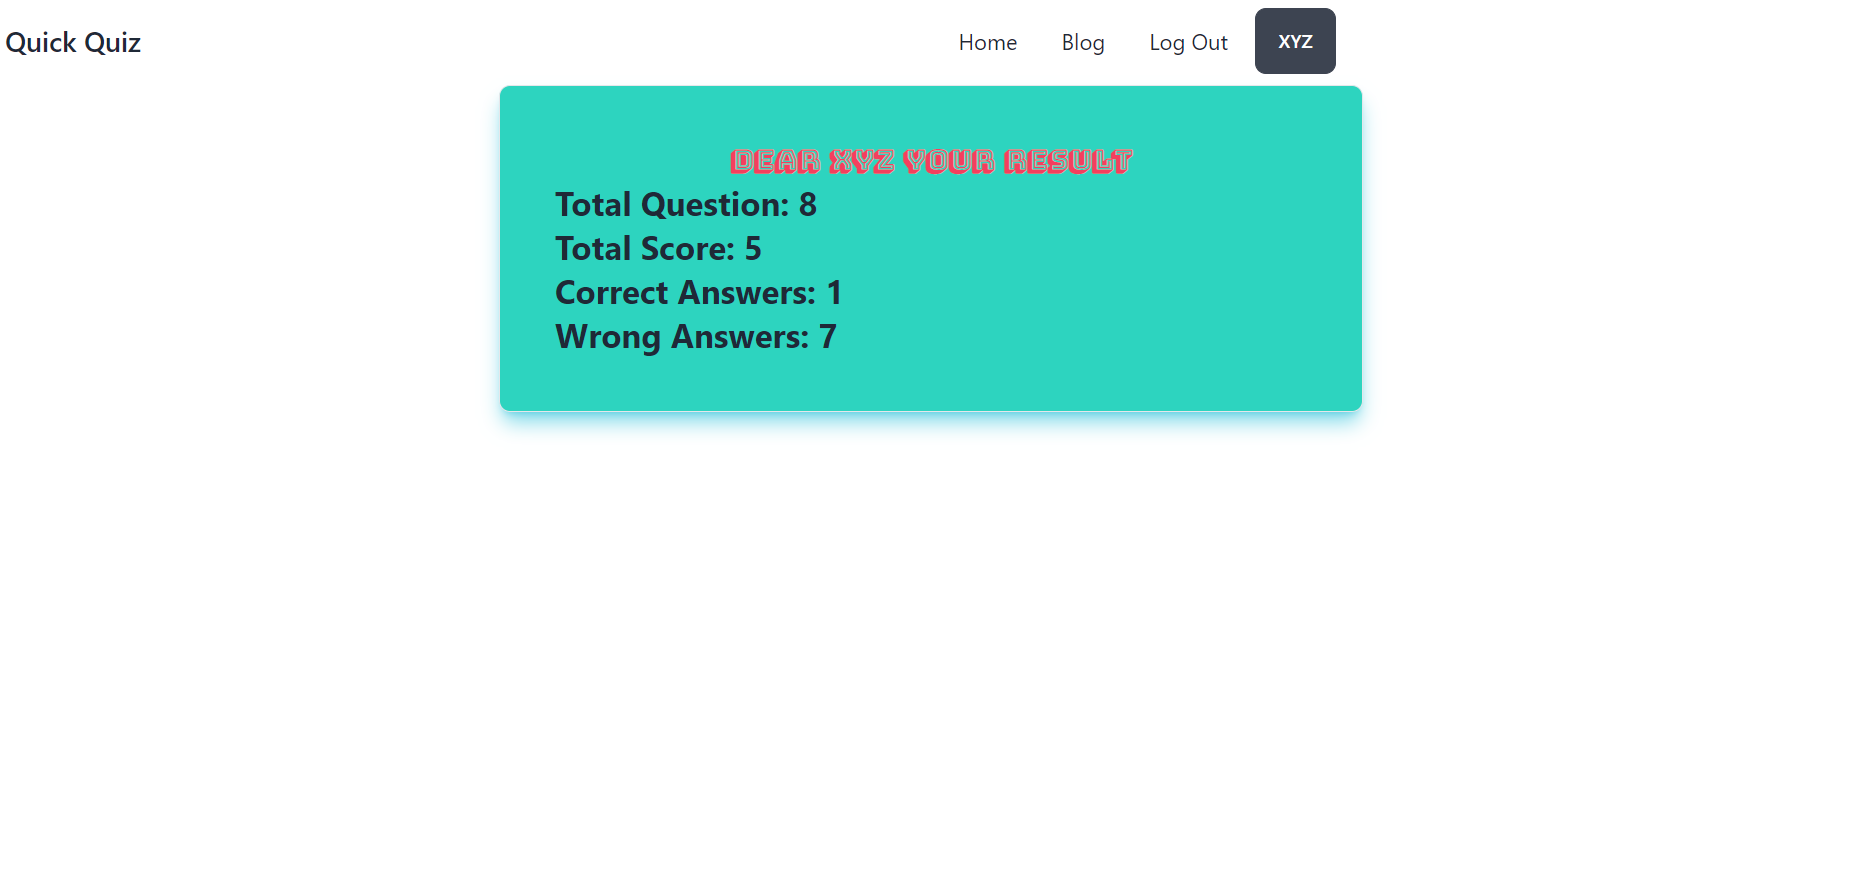 Quick Quiz Home Blog Log Out XYZ
DEAR XYZ YOUR RESULT
Total Question: 8
Total Score: 5
Correct Answers: 1
Wrong Answers: 7